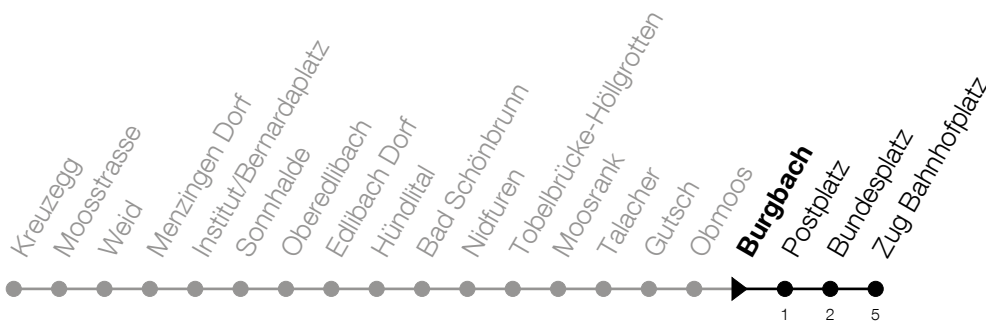 Kreuzegg
Moosstrasse
Weid
Menzingen Dorf
Institut/Bernardaplatz
Sonnhalde
Oberedlibach
Edlibach Dorf
Hündlital
Bad Schönbrunn
Nidfuren
Tobelbrücke-Höllgrotten
Moosrank
Talacher
Gutsch
Obmoos
Burgbach
Postplatz
Bundesplatz
Zug Bahnhofplatz
1 2 5